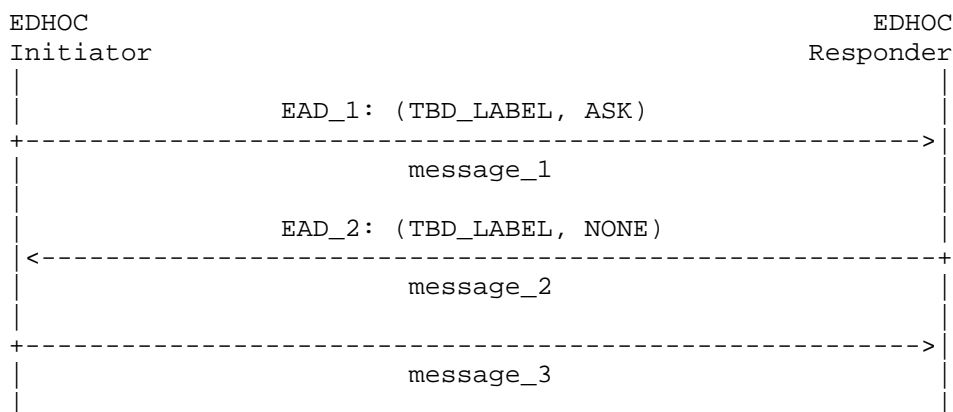 EDHOC EDHOC
Initiator Responder
EAD_1: (TBD_LABEL, ASK)
message_1
EAD_2: (TBD_LABEL, NONE)
message_2
message_3